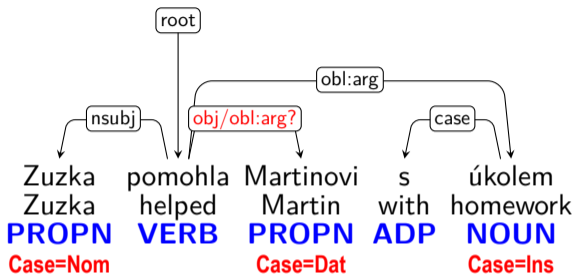 root
obl:arg
nsubj obj/obl:arg? case
Zuzka pomohla Martinovi s úkolem
Zuzka helped Martin with homework
PROPN VERB PROPN ADP NOUN
Case=Nom Case=Dat Case=Ins